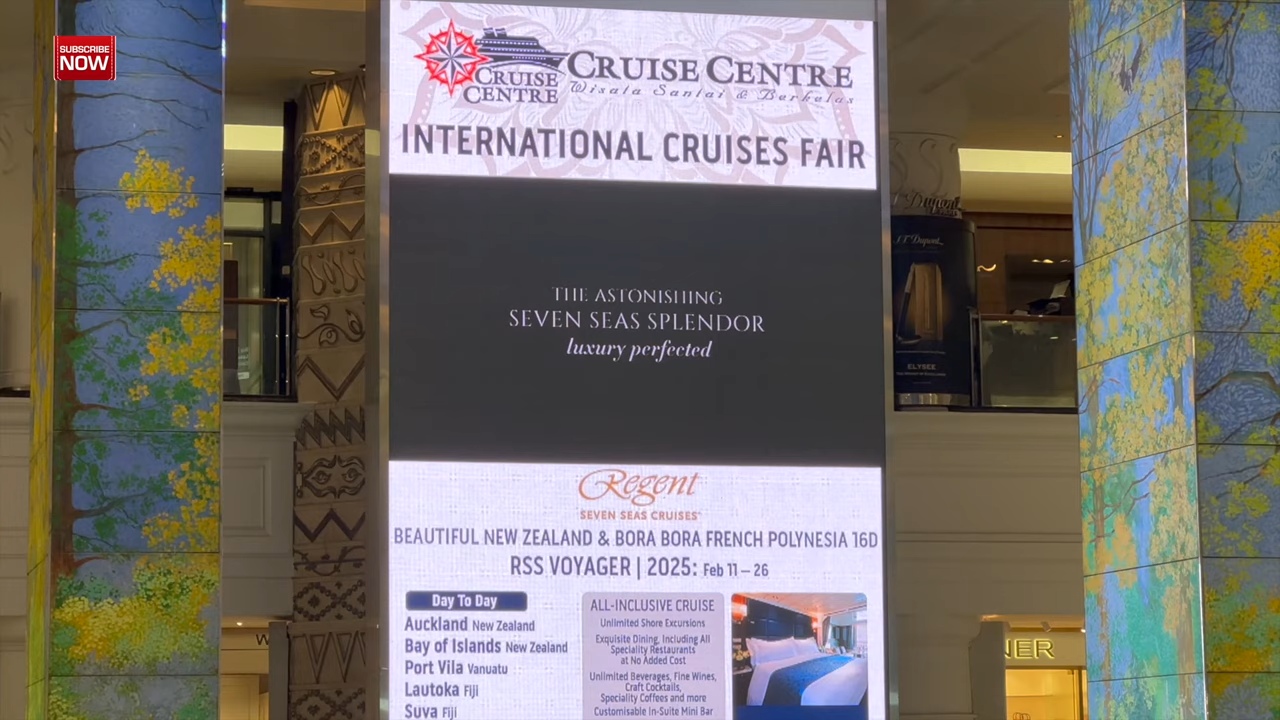 SUBSCRIBE
NOW
CRUISE
CENTRE
CRUISE CENTRE
Wisata Santai & Berkelas
INTERNATIONAL CRUISES FAIR
THE ASTONISHING
SEVEN SEAS SPLENDOR
luxury perfected
Regent
SEVEN SEAS CRUISES
BEAUTIFUL NEW ZEALAND & BORA BORA FRENCH POLYNESIA 16D
RSS VOYAGER | 2025: Feb 11 – 26
Day To Day
Auckland New Zealand
Bay of Islands New Zealand
Port Vila Vanuatu
Lautoka Fiji
Suva Fiji
ALL-INCLUSIVE CRUISE
Unlimited Shore Excursions
Exquisite Dining, Including All
Speciality Restaurants
at No Added Cost
Unlimited Beverages, Fine Wines,
Craft Cocktails,
Speciality Coffees and more
Customisable In-Suite Mini Bar
Dupont
S.T. Dupont
ELYSEE
W
NER